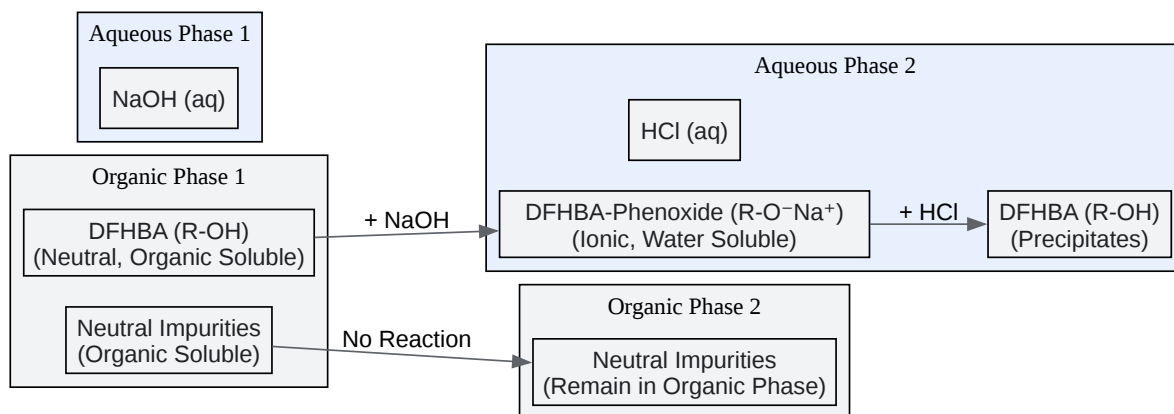 Aqueous Phase 1
NaOH (aq)
Organic Phase 1
DFHBA (R-OH)
(Neutral, Organic Soluble)
Neutral Impurities
(Organic Soluble)
+ NaOH
No Reaction
Aqueous Phase 2
HCl (aq)
DFHBA-Phenoxide (R-O⁻Na⁺)
(Ionic, Water Soluble)
+ HCl
DFHBA (R-OH)
(Precipitates)
Organic Phase 2
Neutral Impurities
(Remain in Organic Phase)